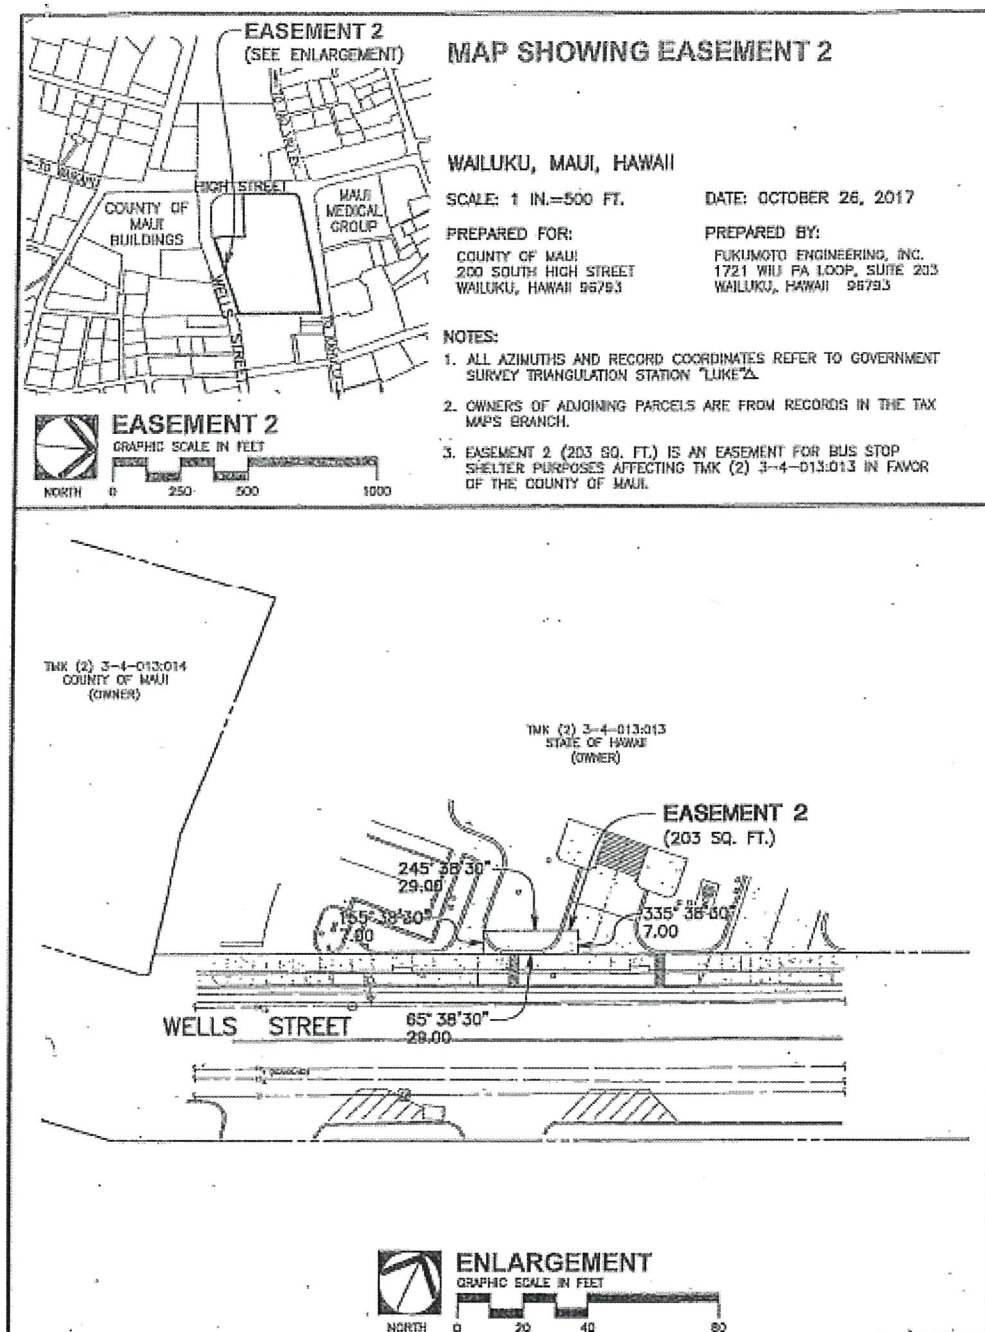 EASEMENT 2
(SEE ENLARGEMENT)
MAP SHOWING EASEMENT 2
WAILUKU, MAUI, HAWAII
SCALE: 1 IN.=500 FT.
DATE: OCTOBER 26, 2017
PREPARED FOR:
COUNTY OF MAUI
200 SOUTH HIGH STREET
WAILUKU, HAWAII 96793
PREPARED BY:
FUKUMOTO ENGINEERING, INC.
1721 WILI PA LOOP, SUITE 203
WAILUKU, HAWAII 96793
NOTES:
1. ALL AZIMUTHS AND RECORD COORDINATES REFER TO GOVERNMENT
SURVEY TRIANGULATION STATION "LUKE"△
2. OWNERS OF ADJOINING PARCELS ARE FROM RECORDS IN THE TAX
MAPS BRANCH.
3. EASEMENT 2 (203 SQ. FT.) IS AN EASEMENT FOR BUS STOP
SHELTER PURPOSES AFFECTING TMK (2) 3-4-013:013 IN FAVOR
OF THE COUNTY OF MAUI.
HIGH STREET
COUNTY OF
MAUI
BUILDINGS
MAUI
MEDICAL
GROUP
WELLS STREET
EASEMENT 2
GRAPHIC SCALE IN FEET
NORTH
0 250 500 1000
TMK (2) 3-4-013:014
COUNTY OF MAUI
(OWNER)
TMK (2) 3-4-013:013
STATE OF HAWAII
(OWNER)
EASEMENT 2
(203 SQ. FT.)
245° 38'30"
29.00
155° 38'30"
7.00
335° 38'30"
7.00
65° 38'30"
29.00
WELLS STREET
ENLARGEMENT
GRAPHIC SCALE IN FEET
NORTH
0 20 40 80